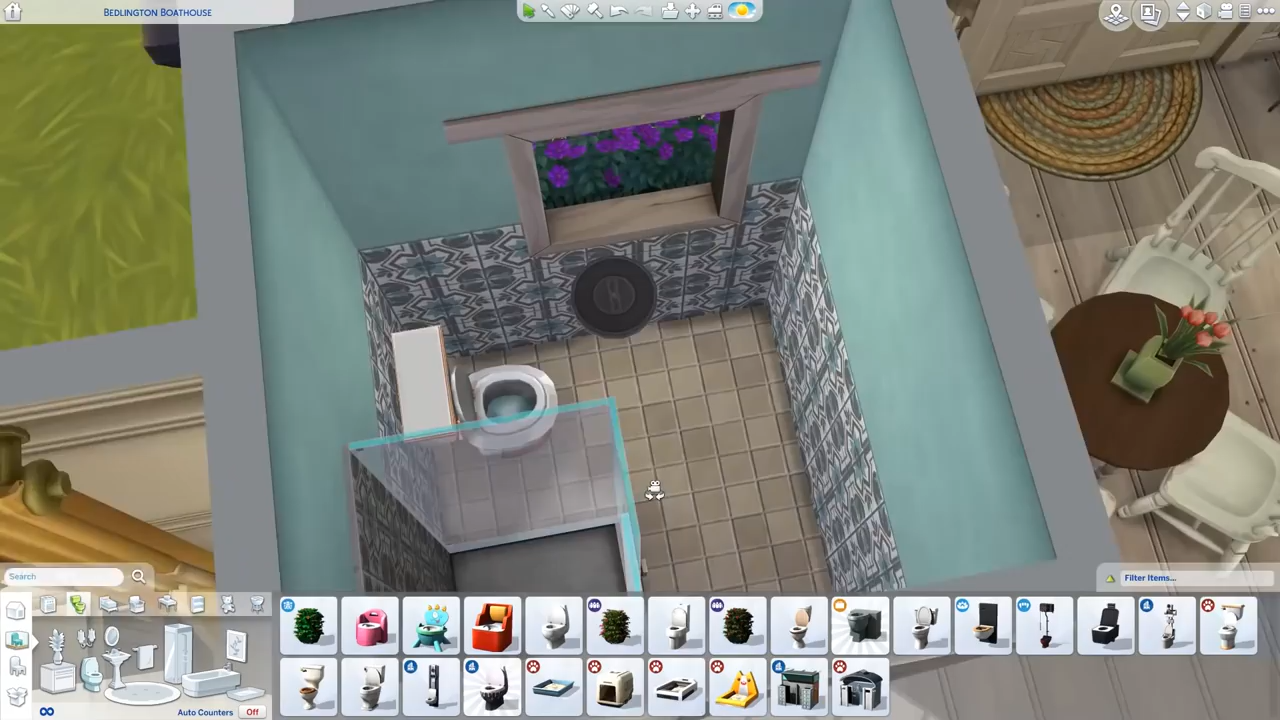 BEDLINGTON BOATHOUSE
Search
Filter Items...
Auto Counters
Off